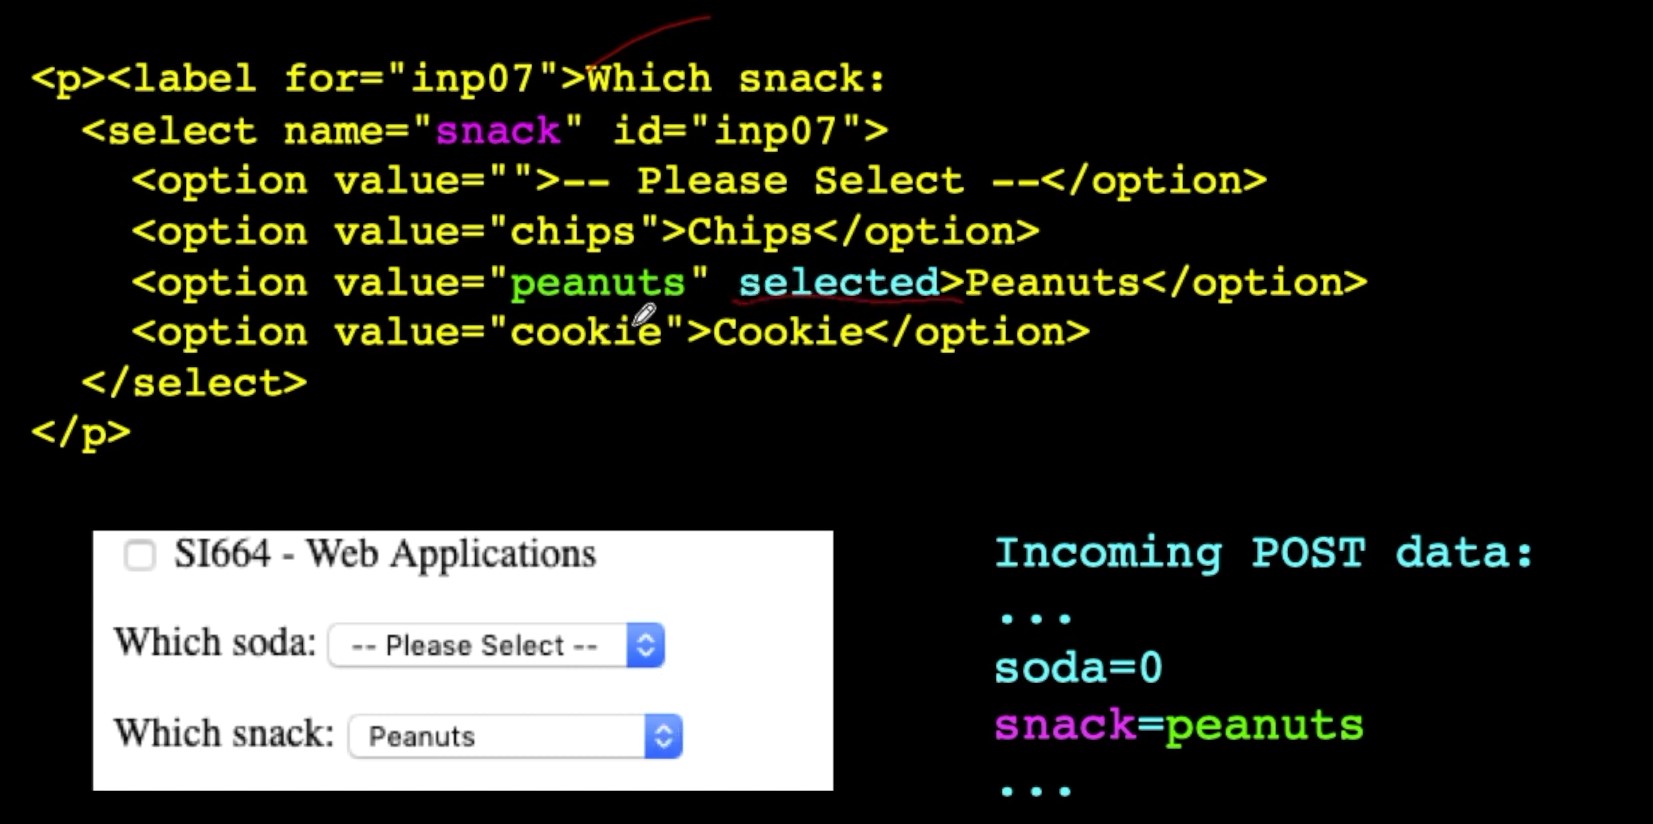 <p><label for="inp07">Which snack:
<select name="snack" id="inp07">
<option value="">-- Please Select --</option>
<option value="chips">Chips</option>
<option value="peanuts" selected>Peanuts</option>
<option value="cookie">Cookie</option>
</select>
</p>
SI664 - Web Applications
Which soda: -- Please Select --
Which snack: Peanuts
Incoming POST data:
...
soda=0
snack=peanuts
...